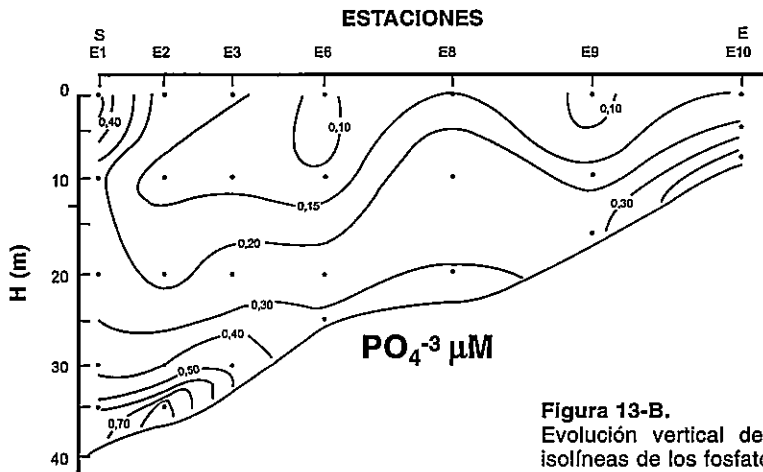 ESTACIONES
S E
E1 E2 E3 E6 E8 E9 E10
0
10
20
30
40
H (m)
0,40
0,10
0,10
0,15
0,20
0,30
0,30
0,40
0,50
0,70
PO4-3 µM
Figura 13-B.
Evolución vertical de
isolíneas de los fosfat